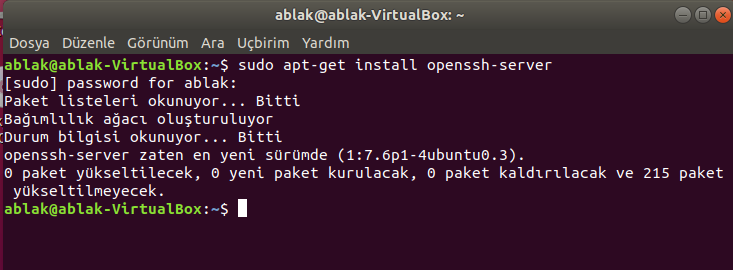 ablak@ablak-VirtualBox: ~
Dosya Düzenle Görünüm Ara Uçbirim Yardım
ablak@ablak-VirtualBox:~$ sudo apt-get install openssh-server
[sudo] password for ablak:
Paket listeleri okunuyor... Bitti
Bağımlılık ağacı oluşturuluyor
Durum bilgisi okunuyor... Bitti
openssh-server zaten en yeni sürümde (1:7.6p1-4ubuntu0.3).
0 paket yükseltilecek, 0 yeni paket kurulacak, 0 paket kaldırılacak ve 215 paket
yükseltilmeyecek.
ablak@ablak-VirtualBox:~$